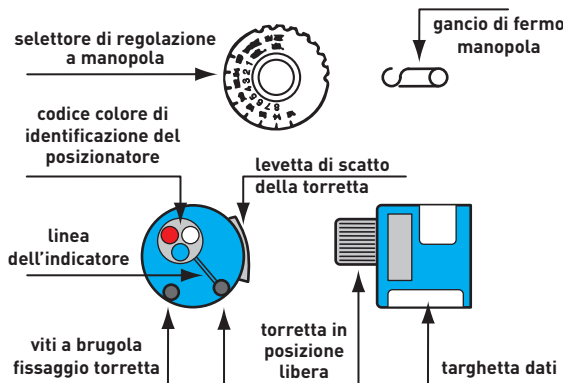 selettore di regolazione
a manopola
gancio di fermo
manopola
codice colore di
identificazione del
posizionatore
levetta di scatto
della torretta
linea
dell'indicatore
viti a brugola
fissaggio torretta
torretta in
posizione
libera
targhetta dati